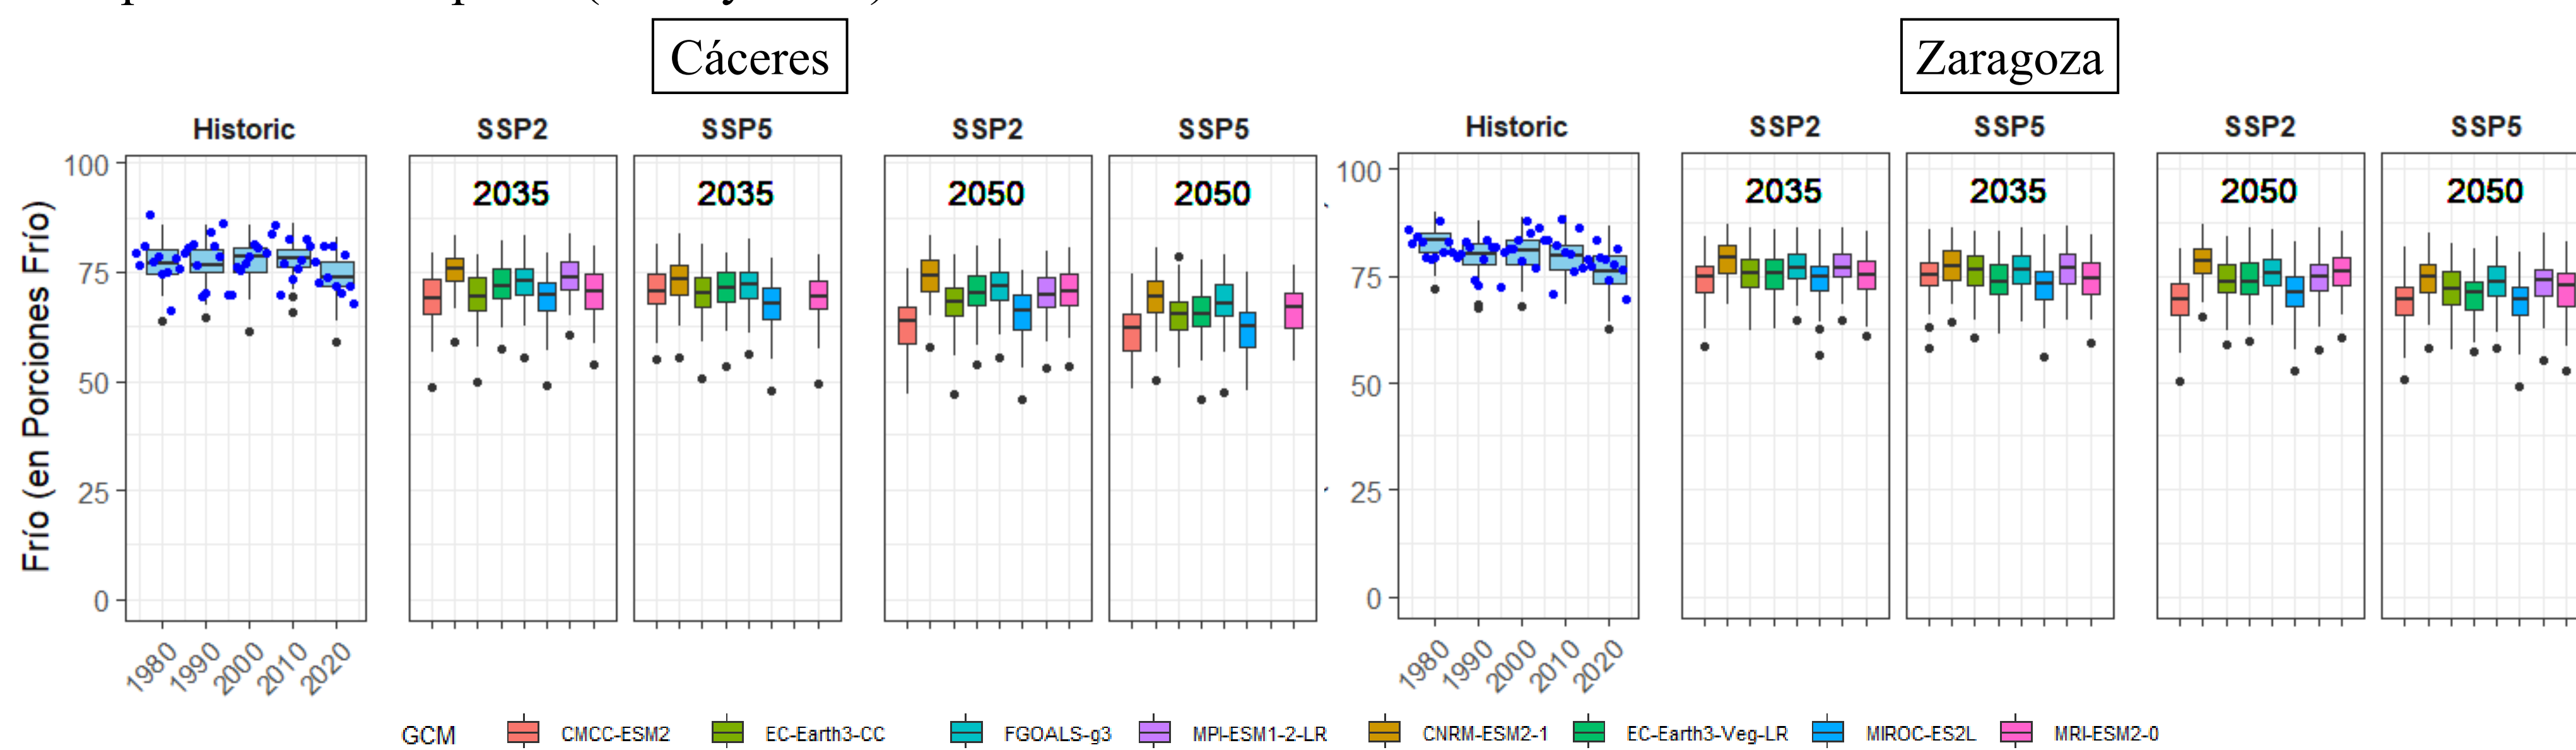 Cáceres
Zaragoza
Historic SSP2 SSP5 SSP2 SSP5 Historic SSP2 SSP5 SSP2 SSP5
2035 2035 2050 2050 2035 2035 2050 2050
Frío (en Porciones Frío)
100
75
50
25
0
1980 1990 2000 2010 2020
100
75
50
25
0
1980 1990 2000 2010 2020
GCM CMCC-ESM2 EC-Earth3-CC FGOALS-g3 MPI-ESM1-2-LR CNRM-ESM2-1 EC-Earth3-Veg-LR MIROC-ES2L MRI-ESM2-0